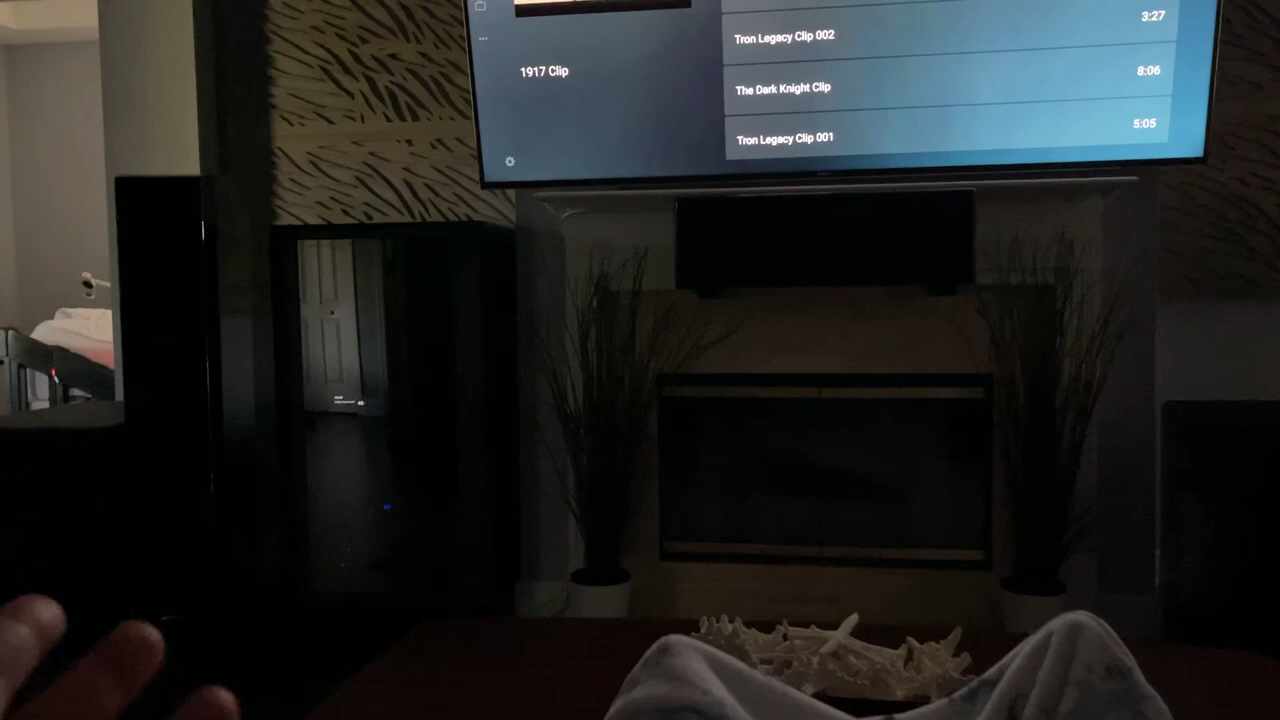 3:27
Tron Legacy Clip 002
1917 Clip
8:06
The Dark Knight Clip
5:05
Tron Legacy Clip 001